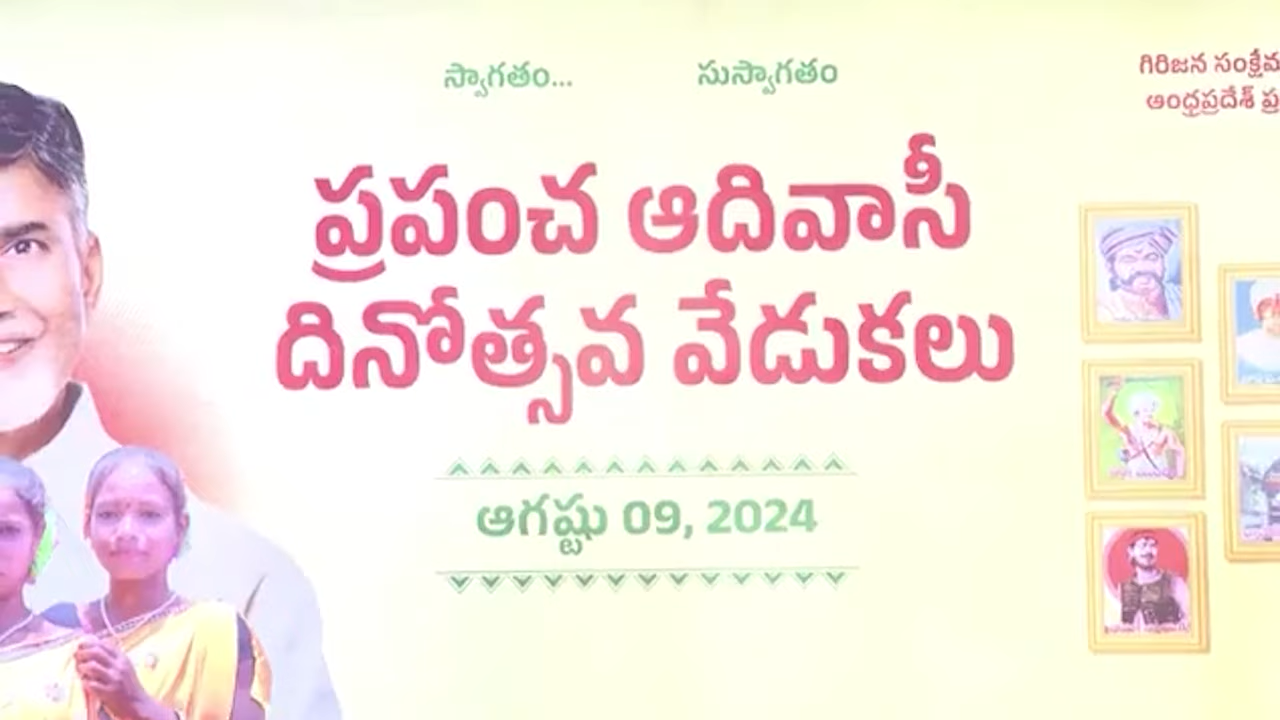 స్వాగతం... సుస్వాగతం
గిరిజన
ఆంధ్రప్రదేశ్
ప్రపంచ ఆదివాసీ
దినోత్సవ వేడుకలు
ఆగష్టు 09, 2024